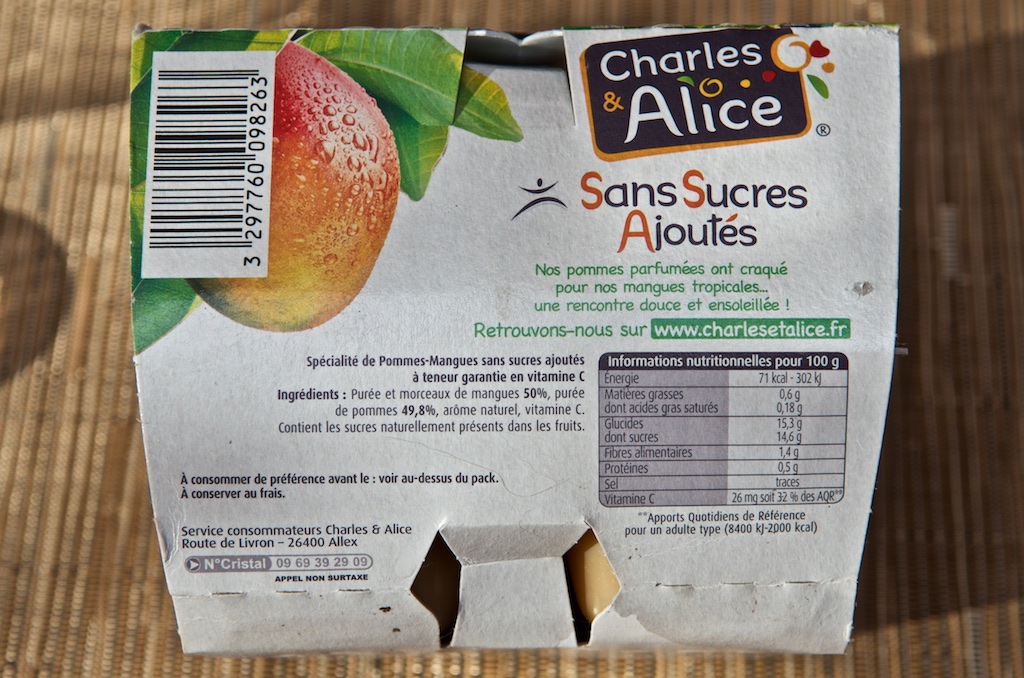 Charles
& Alice
®
3 297760 098263
Sans Sucres
Ajoutés
Nos pommes parfumées ont craqué
pour nos mangues tropicales...
une rencontre douce et ensoleillée !
Retrouvons-nous sur www.charlesetalice.fr
Spécialité de Pommes-Mangues sans sucres ajoutés
à teneur garantie en vitamine C
Ingrédients : Purée et morceaux de mangues 50%, purée
de pommes 49,8%, arôme naturel, vitamine C.
Contient les sucres naturellement présents dans les fruits.
Informations nutritionnelles pour 100 g
Énergie 71 kcal - 302 kJ
Matières grasses 0,6 g
dont acides gras saturés 0,18 g
Glucides 15,3 g
dont sucres 14,6 g
Fibres alimentaires 1,4 g
Protéines 0,5 g
Sel traces
Vitamine C 26 mg soit 32 % des AQR**
**Apports Quotidiens de Référence
pour un adulte type (8400 kJ-2000 kcal)
À consommer de préférence avant le : voir au-dessus du pack.
À conserver au frais.
Service consommateurs Charles & Alice
Route de Livron – 26400 Allex
N°Cristal 09 69 39 29 09
APPEL NON SURTAXE